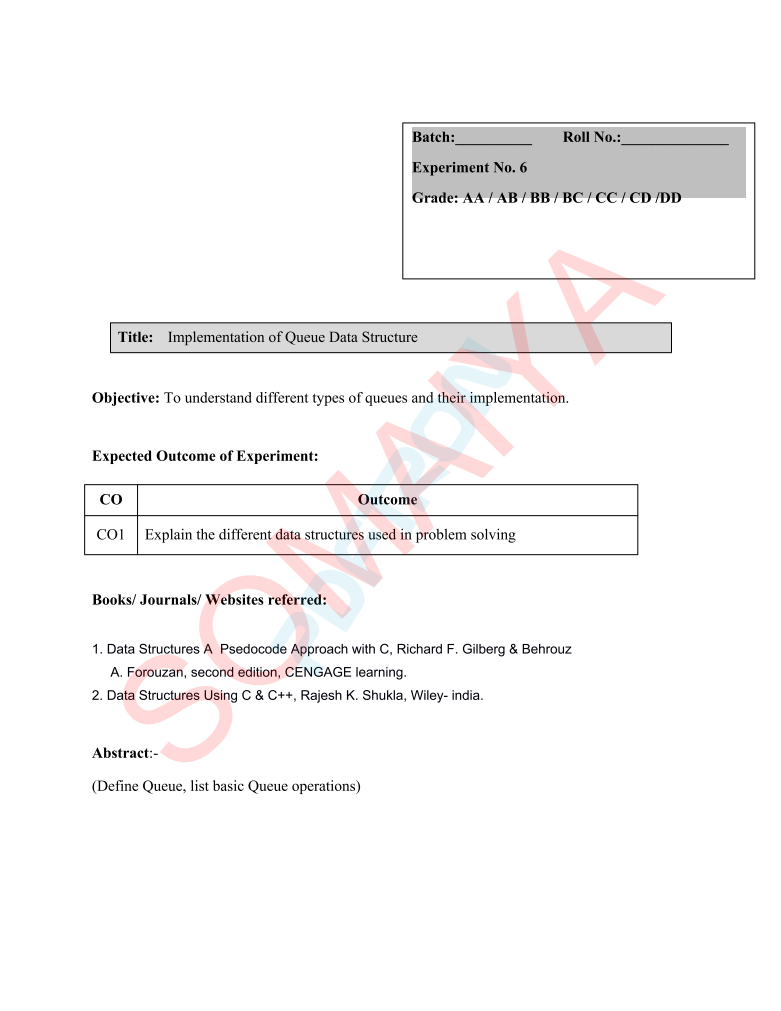 Batch:__________ Roll No.:______________
Experiment No. 6
Grade: AA / AB / BB / BC / CC / CD /DD
Title: Implementation of Queue Data Structure
Objective: To understand different types of queues and their implementation.
Expected Outcome of Experiment:
CO Outcome
CO1 Explain the different data structures used in problem solving
Books/ Journals/ Websites referred:
1. Data Structures A Psedocode Approach with C, Richard F. Gilberg & Behrouz
A. Forouzan, second edition, CENGAGE learning.
2. Data Structures Using C & C++, Rajesh K. Shukla, Wiley- india.
Abstract:-
(Define Queue, list basic Queue operations)
SOMAIYA